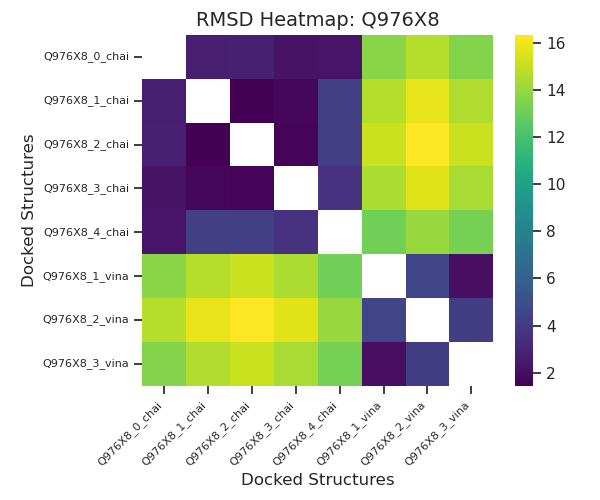 RMSD Heatmap: Q976X8
Docked Structures
Q976X8_0_chai
Q976X8_1_chai
Q976X8_2_chai
Q976X8_3_chai
Q976X8_4_chai
Q976X8_1_vina
Q976X8_2_vina
Q976X8_3_vina
Q976X8_0_chai
Q976X8_1_chai
Q976X8_2_chai
Q976X8_3_chai
Q976X8_4_chai
Q976X8_1_vina
Q976X8_2_vina
Q976X8_3_vina
Docked Structures
16
14
12
10
8
6
4
2